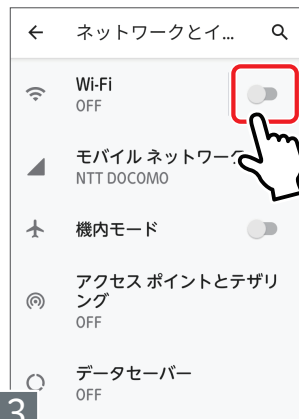 ネットワークとイ...
Wi-Fi
OFF
モバイル ネットワーク
NTT DOCOMO
機内モード
アクセス ポイントとテザリ
ング
OFF
データセーバー
OFF
3